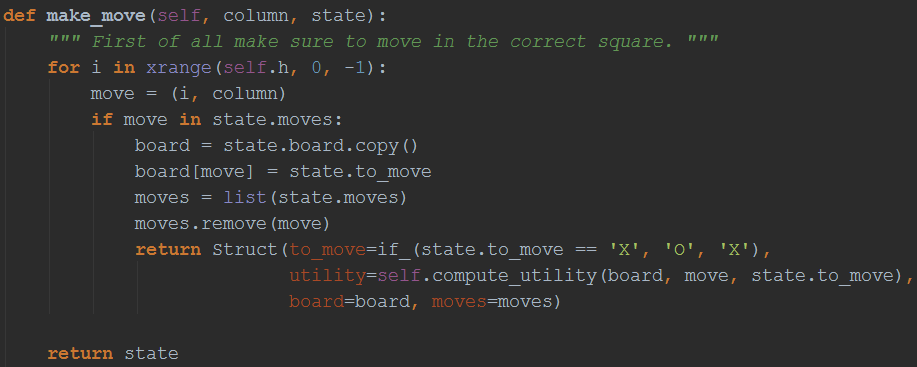 def make_move(self, column, state):
    """ First of all make sure to move in the correct square. """
    for i in xrange(self.h, 0, -1):
        move = (i, column)
        if move in state.moves:
            board = state.board.copy()
            board[move] = state.to_move
            moves = list(state.moves)
            moves.remove(move)
            return Struct(to_move=if_(state.to_move == 'X', 'O', 'X'),
                          utility=self.compute_utility(board, move, state.to_move),
                          board=board, moves=moves)

    return state